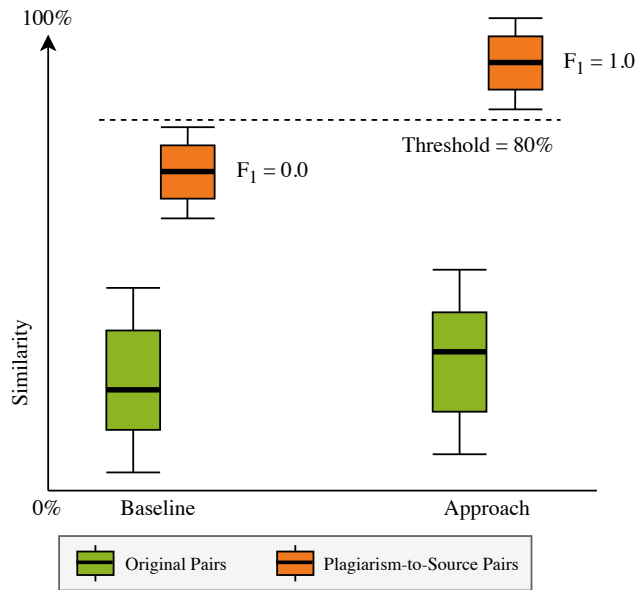 100%
F1 = 1.0
Threshold = 80%
F1 = 0.0
Similarity
0%
Baseline
Approach
Original Pairs
Plagiarism-to-Source Pairs